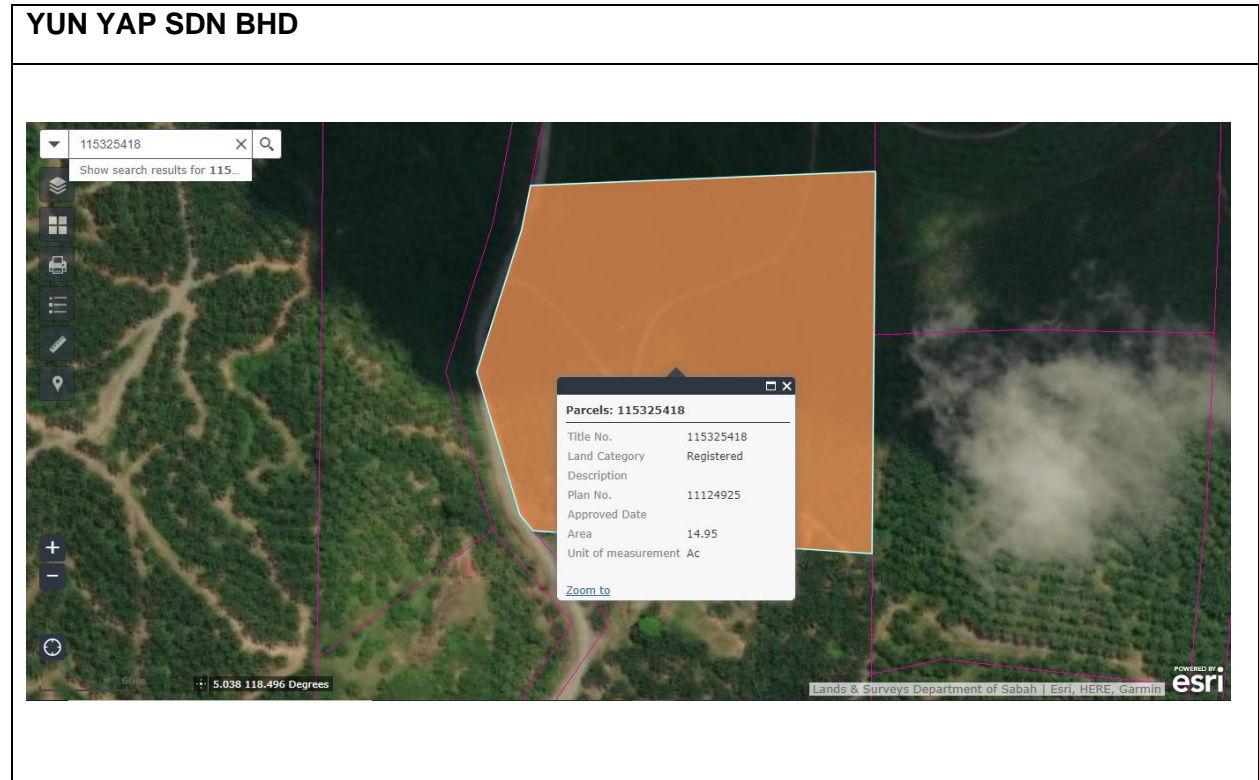 YUN YAP SDN BHD
115325418
Show search results for 115...
Parcels: 115325418
Title No. 115325418
Land Category Registered
Description
Plan No. 11124925
Approved Date
Area 14.95
Unit of measurement Ac
Zoom to
60m
5.038 118.496 Degrees
Lands & Surveys Department of Sabah | Esri, HERE, Garmin
POWERED BY
esri